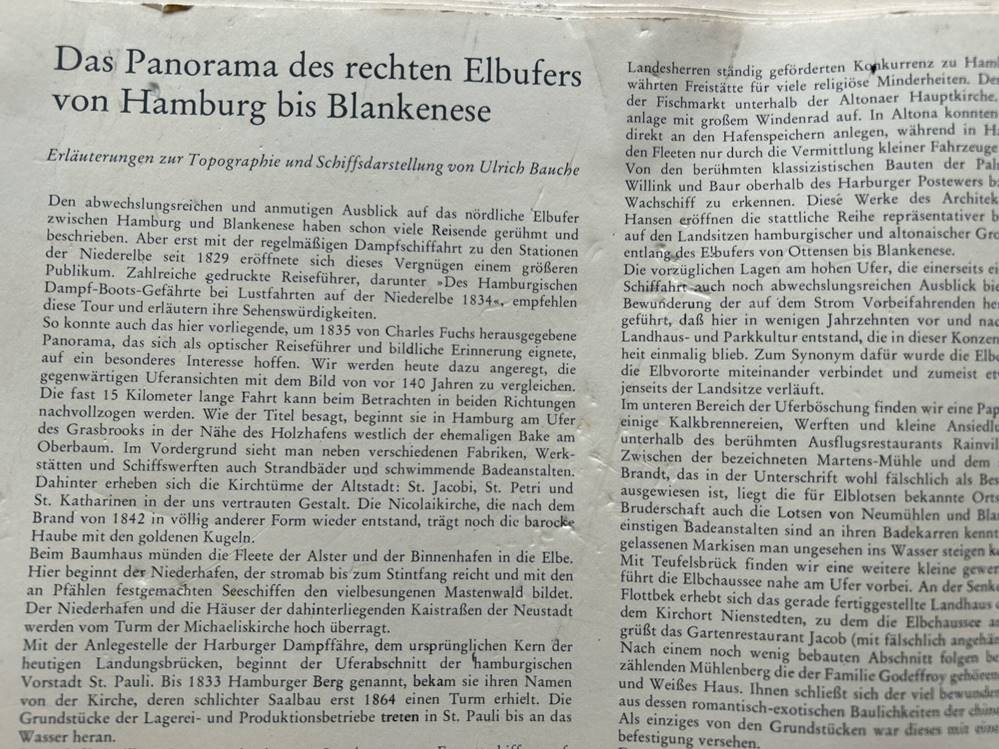 Das Panorama des rechten Elbufers
von Hamburg bis Blankenese
Erläuterungen zur Topographie und Schiffsdarstellung von Ulrich Bauche
Den abwechslungsreichen und anmutigen Ausblick auf das nördliche Elbufer
zwischen Hamburg und Blankenese haben schon viele Reisende gerühmt und
beschrieben. Aber erst mit der regelmäßigen Dampfschiffahrt zu den Stationen
der Niederelbe seit 1829 eröffnete sich dieses Vergnügen einem größeren
Publikum. Zahlreiche gedruckte Reiseführer, darunter »Des Hamburgischen
Dampf-Boots-Gefährte bei Lustfahrten auf der Niederelbe 1834«, empfehlen
diese Tour und erläutern ihre Sehenswürdigkeiten.
So konnte auch das hier vorliegende, um 1835 von Charles Fuchs herausgegebene
Panorama, das sich als optischer Reiseführer und bildliche Erinnerung eignete,
auf ein besonderes Interesse hoffen. Wir werden heute dazu angeregt, die
gegenwärtigen Uferansichten mit dem Bild von vor 140 Jahren zu vergleichen.
Die fast 15 Kilometer lange Fahrt kann beim Betrachten in beiden Richtungen
nachvollzogen werden. Wie der Titel besagt, beginnt sie in Hamburg am Ufer
des Grasbrooks in der Nähe des Holzhafens westlich der ehemaligen Bake am
Oberbaum. Im Vordergrund sieht man neben verschiedenen Fabriken, Werk-
stätten und Schiffswerften auch Strandbäder und schwimmende Badeanstalten.
Dahinter erheben sich die Kirchtürme der Altstadt: St. Jacobi, St. Petri und
St. Katharinen in der uns vertrauten Gestalt. Die Nicolaikirche, die nach dem
Brand von 1842 in völlig anderer Form wieder entstand, trägt noch die barocke
Haube mit den goldenen Kugeln.
Beim Baumhaus münden die Fleete der Alster und der Binnenhafen in die Elbe.
Hier beginnt der Niederhafen, der stromab bis zum Stintfang reicht und mit den
an Pfählen festgemachten Seeschiffen den vielbesungenen Mastenwald bildet.
Der Niederhafen und die Häuser der dahinterliegenden Kaistraßen der Neustadt
werden vom Turm der Michaeliskirche hoch überragt.
Mit der Anlegestelle der Harburger Dampffähre, dem ursprünglichen Kern der
heutigen Landungsbrücken, beginnt der Uferabschnitt der hamburgischen
Vorstadt St. Pauli. Bis 1833 Hamburger Berg genannt, bekam sie ihren Namen
von der Kirche, deren schlichter Saalbau erst 1864 einen Turm erhielt. Die
Grundstücke der Lagerei- und Produktionsbetriebe treten in St. Pauli bis an das
Wasser heran.
Landesherren ständig geförderten Konkurrenz zu Ham
währten Freistätte für viele religiöse Minderheiten.
der Fischmarkt unterhalb der Altonaer Hauptkirche,
anlage mit großem Windenrad auf. In Altona konnten
direkt an den Hafenspeichern anlegen, während in
den Fleeten nur durch die Vermittlung kleiner Fahrzeuge
Von den berühmten klassizistischen Bauten der
Willink und Baur oberhalb des Harburger Postewers
Wachschiff zu erkennen. Diese Werke des Architek
Hansen eröffnen die stattliche Reihe repräsentativer
auf den Landsitzen hamburgischer und altonaischer
entlang des Elbufers von Ottensen bis Blankenese.
Die vorzüglichen Lagen am hohen Ufer, die einerseits
Schiffahrt auch noch abwechslungsreichen Ausblick
Bewunderung der auf dem Strom Vorbeifahrenden
geführt, daß hier in wenigen Jahrzehnten vor und
Landhaus- und Parkkultur entstand, die in dieser Konzen
heit einmalig blieb. Zum Synonym dafür wurde die
die Elbvororte miteinander verbindet und zumeist
jenseits der Landsitze verläuft.
Im unteren Bereich der Uferböschung finden wir eine
einige Kalkbrennereien, Werften und kleine Ansiedlu
unterhalb des berühmten Ausflugsrestaurants Rainvil
Zwischen der bezeichneten Martens-Mühle und dem
Brandt, das in der Unterschrift wohl fälschlich als
ausgewiesen ist, liegt die für Elblotsen bekannte
Bruderschaft auch die Lotsen von Neumühlen und
einstigen Badeanstalten sind an ihren Badekarren
gelassenen Markisen man ungesehen ins Wasser steigen
Mit Teufelsbrück finden wir eine weitere kleine
führt die Elbchaussee nahe am Ufer vorbei. An der
Flottbek erhebt sich das gerade fertiggestellte Landhaus
dem Kirchort Nienstedten, zu dem die Elbchaussee
grüßt das Gartenrestaurant Jacob (mit fälschlich
Nach einem noch wenig bebauten Abschnitt folgen
zählenden Mühlenberg die der Familie Godeffroy
und Weißes Haus. Ihnen schließt sich der viel
aus dessen romantisch-exotischen Baulichkeiten der
Als einziges von den Grundstücken war dieses mit
befestigung versehen.